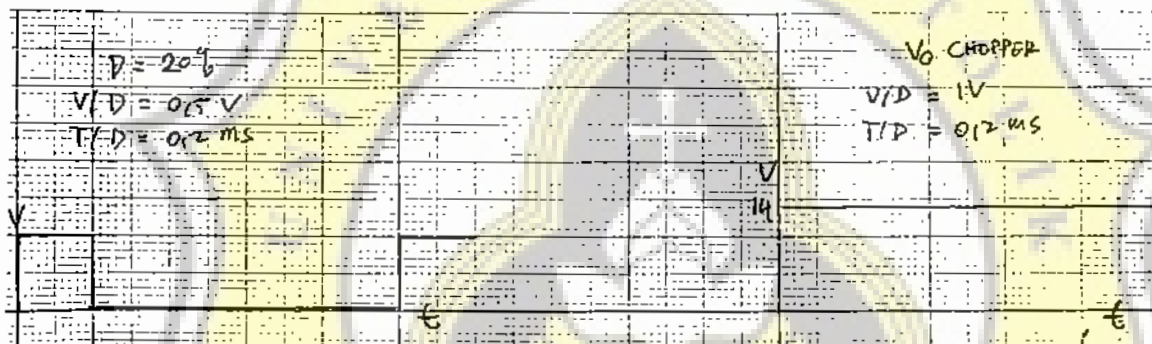 D = 20%
V/D = 0,5 V
T/D = 0,2 ms
V
t
Vo CHOPPER
V/D = 1V
T/D = 0,2 ms
V
14
t